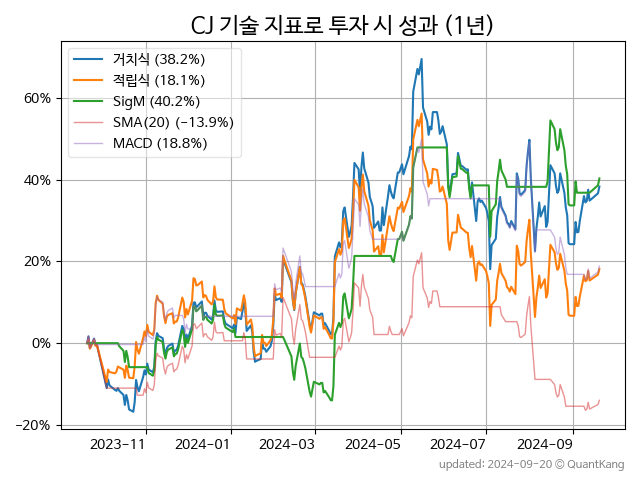 CJ 기술 지표로 투자 시 성과 (1년)
거치식 (38.2%)
적립식 (18.1%)
SigM (40.2%)
SMA(20) (-13.9%)
MACD (18.8%)
60%
40%
20%
0%
-20%
2023-11 2024-01 2024-03 2024-05 2024-07 2024-09
updated: 2024-09-20 © QuantKang